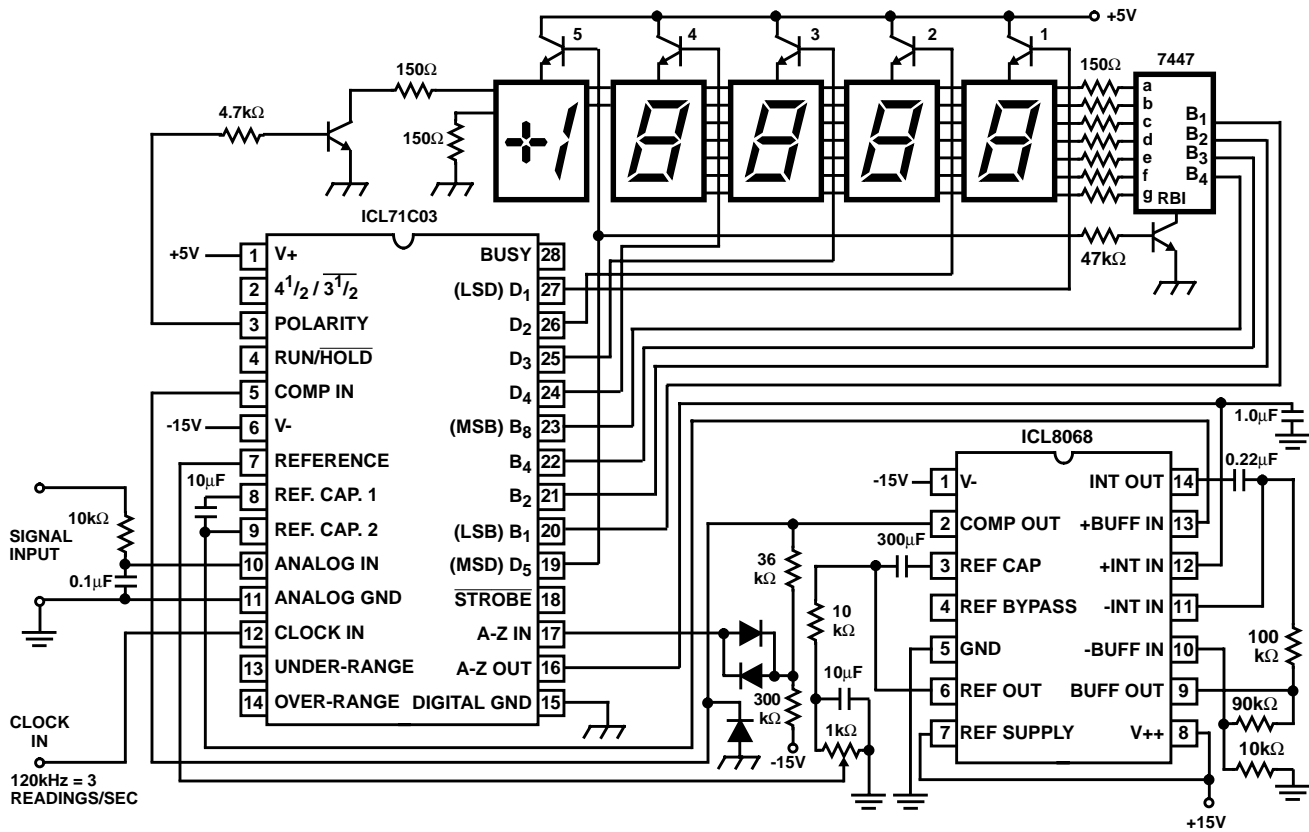 +5V
5
4
3
2
1
7447
150Ω
4.7kΩ
150Ω
150Ω
a
b
c
d
e
f
g
B1
B2
B3
B4
RBI
47kΩ
+1
8
8
8
8
ICL71C03
+5V
1 V+
2 4 1/2 / 3 1/2
3 POLARITY
4 RUN/HOLD
5 COMP IN
-15V
6 V-
7 REFERENCE
8 REF. CAP. 1
9 REF. CAP. 2
10 ANALOG IN
11 ANALOG GND
12 CLOCK IN
13 UNDER-RANGE
14 OVER-RANGE
BUSY 28
(LSD) D1 27
D2 26
D3 25
D4 24
(MSB) B8 23
B4 22
B2 21
(LSB) B1 20
(MSD) D5 19
STROBE 18
A-Z IN 17
A-Z OUT 16
DIGITAL GND 15
10μF
SIGNAL
INPUT
10kΩ
0.1μF
CLOCK
IN
120kHz = 3
READINGS/SEC
36
kΩ
300
kΩ
-15V
300μF
10
kΩ
10μF
1kΩ
ICL8068
-15V
1 V-
2 COMP OUT
3 REF CAP
4 REF BYPASS
5 GND
6 REF OUT
7 REF SUPPLY
INT OUT 14
+BUFF IN 13
+INT IN 12
-INT IN 11
-BUFF IN 10
BUFF OUT 9
V++ 8
1.0μF
0.22μF
100
kΩ
90kΩ
10kΩ
+15V